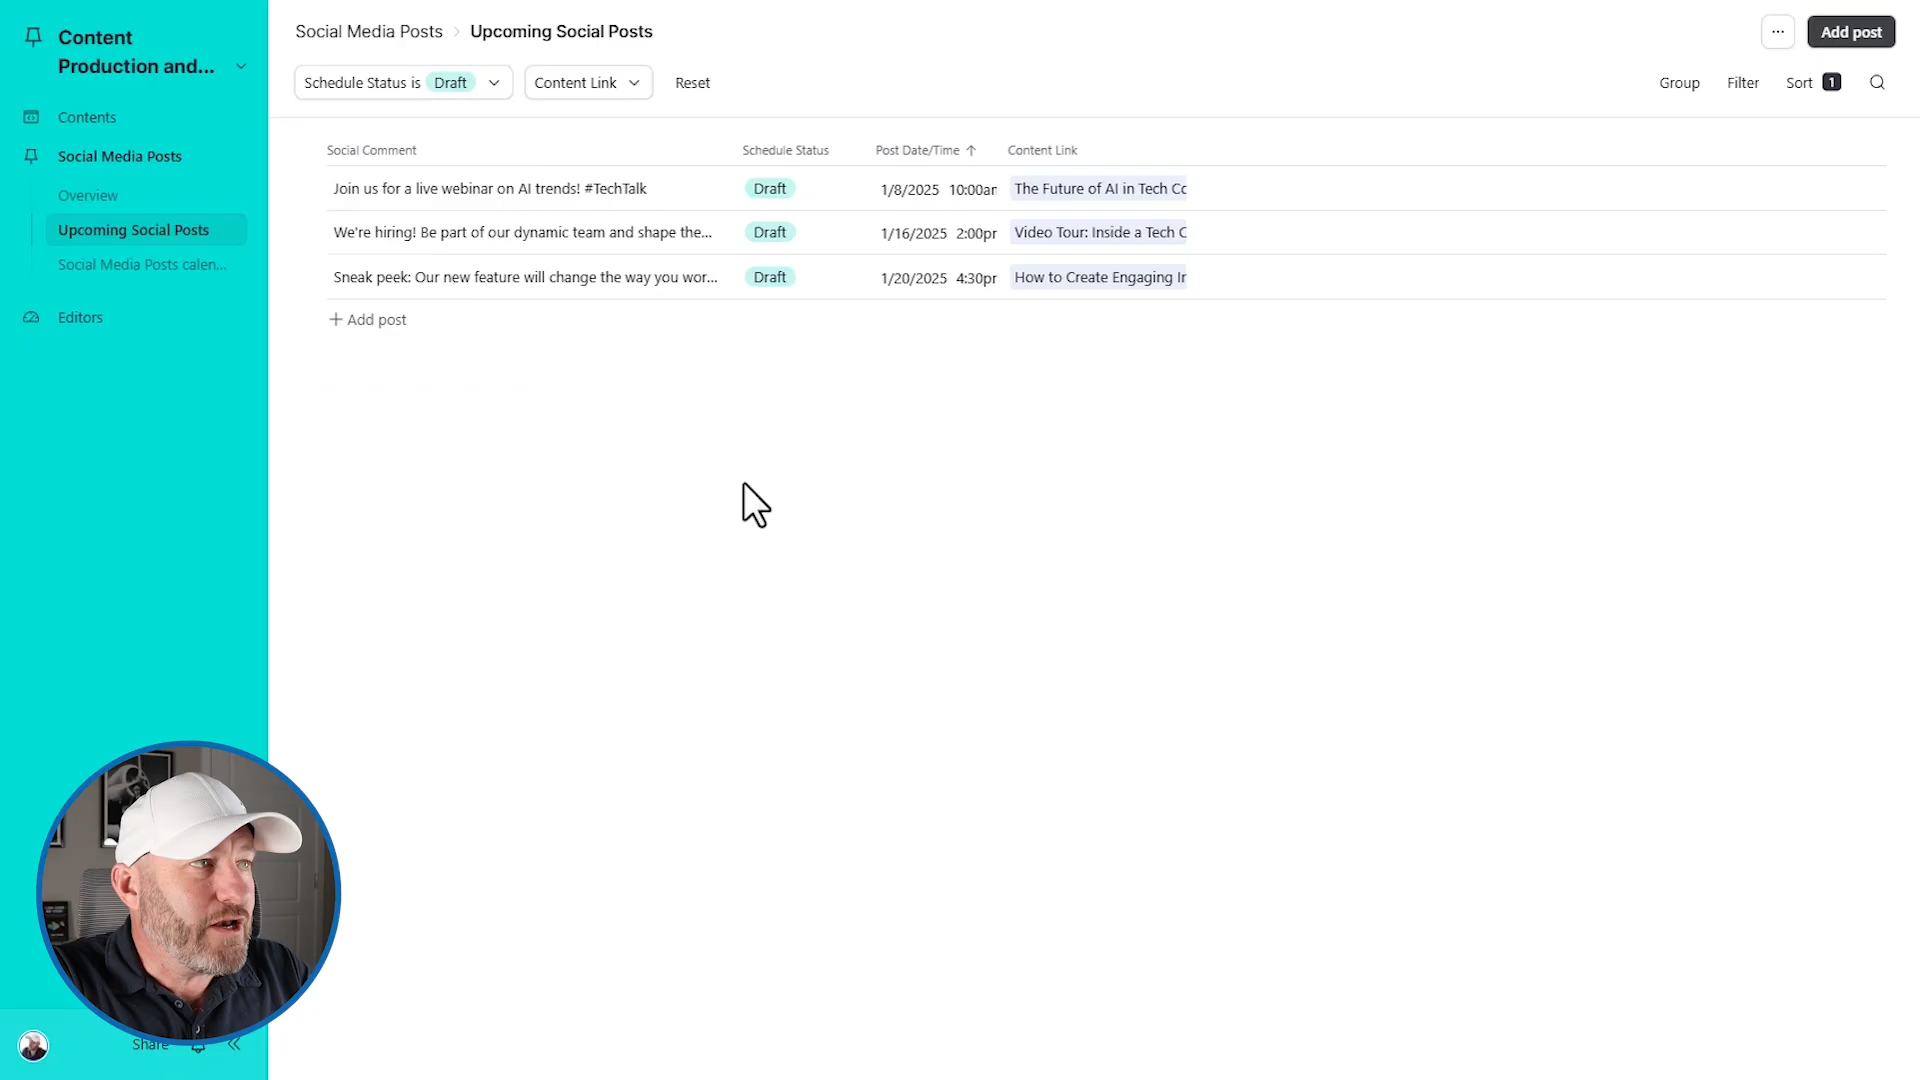 Content
Production and...
Contents
Social Media Posts
Overview
Upcoming Social Posts
Social Media Posts calen...
Editors
Share
Social Media Posts > Upcoming Social Posts
... Add post
Schedule Status is Draft Content Link Reset
Group Filter Sort 1
Social Comment Schedule Status Post Date/Time Content Link
Join us for a live webinar on AI trends! #TechTalk Draft 1/8/2025 10:00ar The Future of AI in Tech Cc
We're hiring! Be part of our dynamic team and shape the... Draft 1/16/2025 2:00pr Video Tour: Inside a Tech C
Sneak peek: Our new feature will change the way you wor... Draft 1/20/2025 4:30pr How to Create Engaging Ir
+ Add post